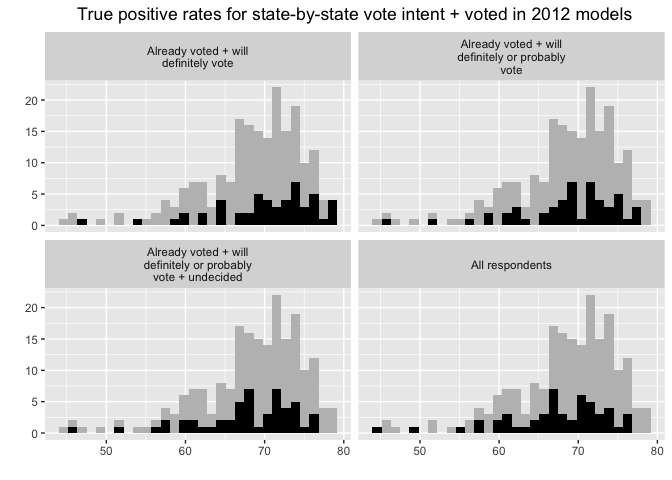 True positive rates for state-by-state vote intent + voted in 2012 models
Already voted + will
definitely vote
Already voted + will
definitely or probably
vote
20
15
10
5
0
Already voted + will
definitely or probably
vote + undecided
All respondents
20
15
10
5
0
50
60
70
80
50
60
70
80